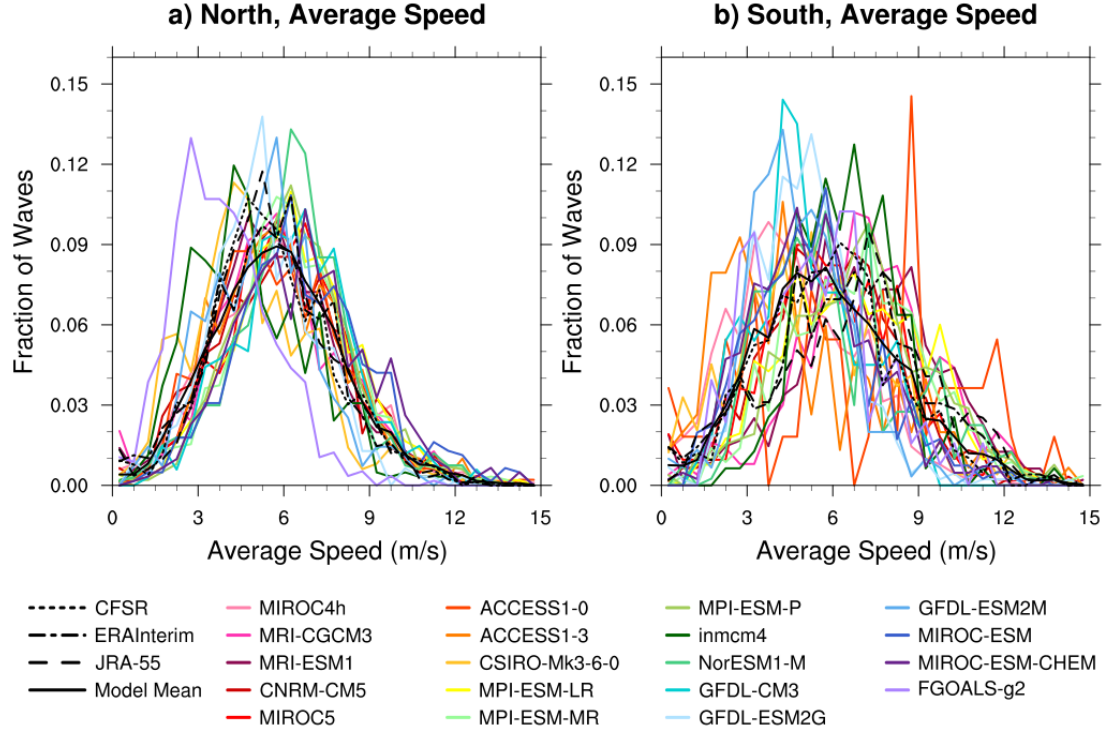 a) North, Average Speed
b) South, Average Speed
Fraction of Waves
0.15
0.12
0.09
0.06
0.03
0.00
0 3 6 9 12 15
Average Speed (m/s)
Fraction of Waves
0.15
0.12
0.09
0.06
0.03
0.00
0 3 6 9 12 15
Average Speed (m/s)
CFSR
ERAInterim
JRA-55
Model Mean
MIROC4h
MRI-CGCM3
MRI-ESM1
CNRM-CM5
MIROC5
ACCESS1-0
ACCESS1-3
CSIRO-Mk3-6-0
MPI-ESM-LR
MPI-ESM-MR
MPI-ESM-P
inmcm4
NorESM1-M
GFDL-CM3
GFDL-ESM2G
GFDL-ESM2M
MIROC-ESM
MIROC-ESM-CHEM
FGOALS-g2